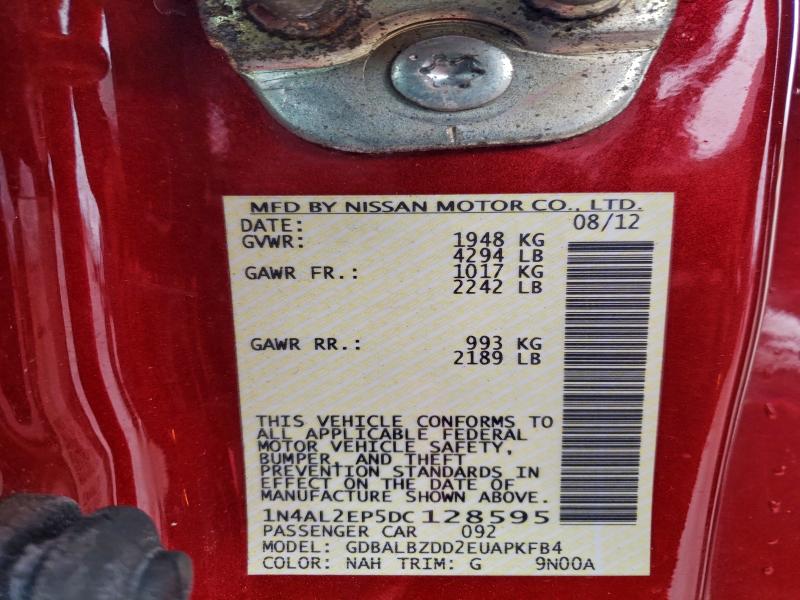 MFD BY NISSAN MOTOR CO., LTD.
DATE: 08/12
GVWR: 1948 KG
4294 LB
GAWR FR.: 1017 KG
2242 LB
GAWR RR.: 993 KG
2189 LB
THIS VEHICLE CONFORMS TO
ALL APPLICABLE FEDERAL
MOTOR VEHICLE SAFETY,
BUMPER, AND THEFT
PREVENTION STANDARDS IN
EFFECT ON THE DATE OF
MANUFACTURE SHOWN ABOVE.
1N4AL2EP5DC128595
PASSENGER CAR 092
MODEL: GDBALBZDD2EUAPKFB4
COLOR: NAH TRIM: G 9N00A